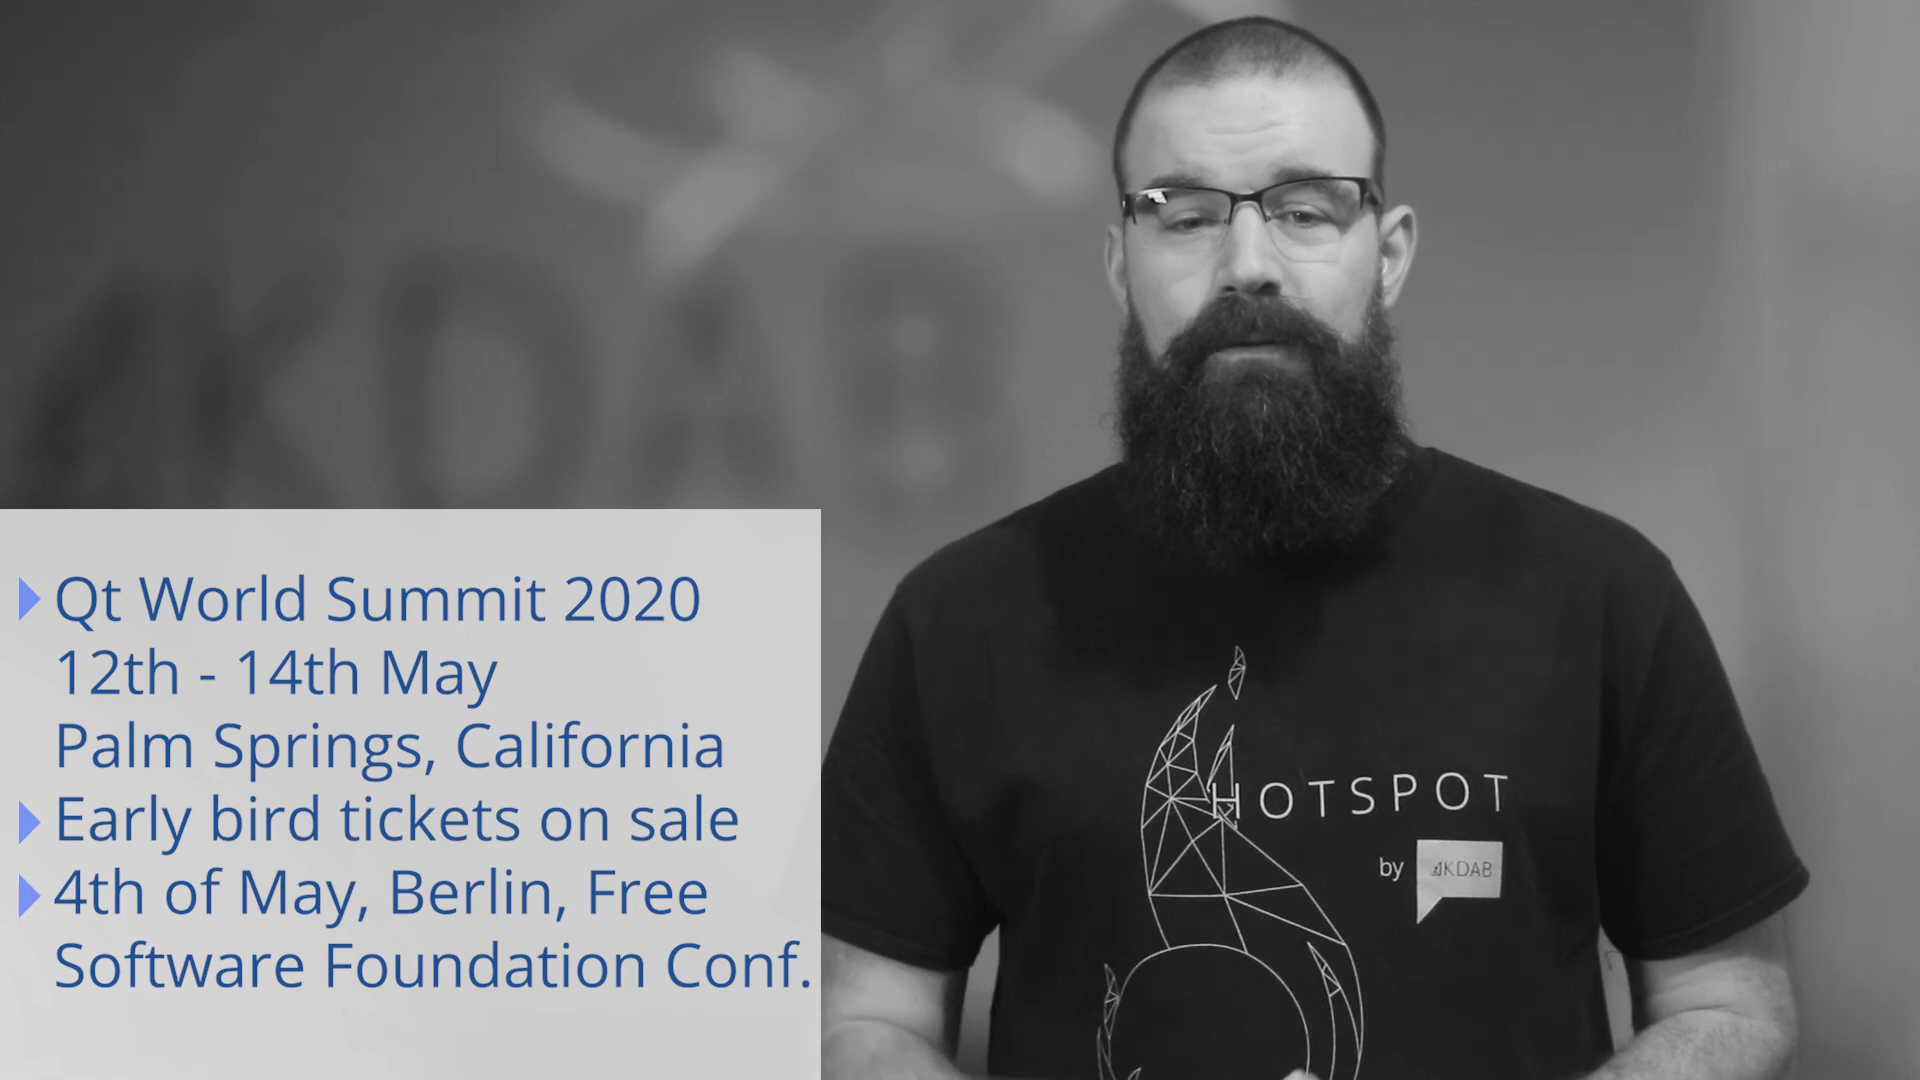 KDAB
Qt World Summit 2020
12th - 14th May
Palm Springs, California
Early bird tickets on sale
4th of May, Berlin, Free
Software Foundation Conf.
HOTSPOT
by KDAB